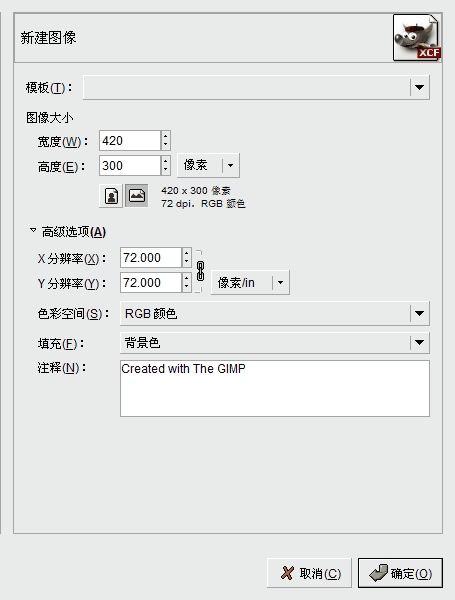 新建图像
XCF
模板(T)：
图像大小
宽度(W)： 420
高度(E)： 300 像素
420 x 300 像素
72 dpi，RGB 颜色
高级选项(A)
X 分辨率(X)： 72.000
Y 分辨率(Y)： 72.000 像素/in
色彩空间(S)： RGB 颜色
填充(F)： 背景色
注释(N)： Created with The GIMP
取消(C) 确定(O)